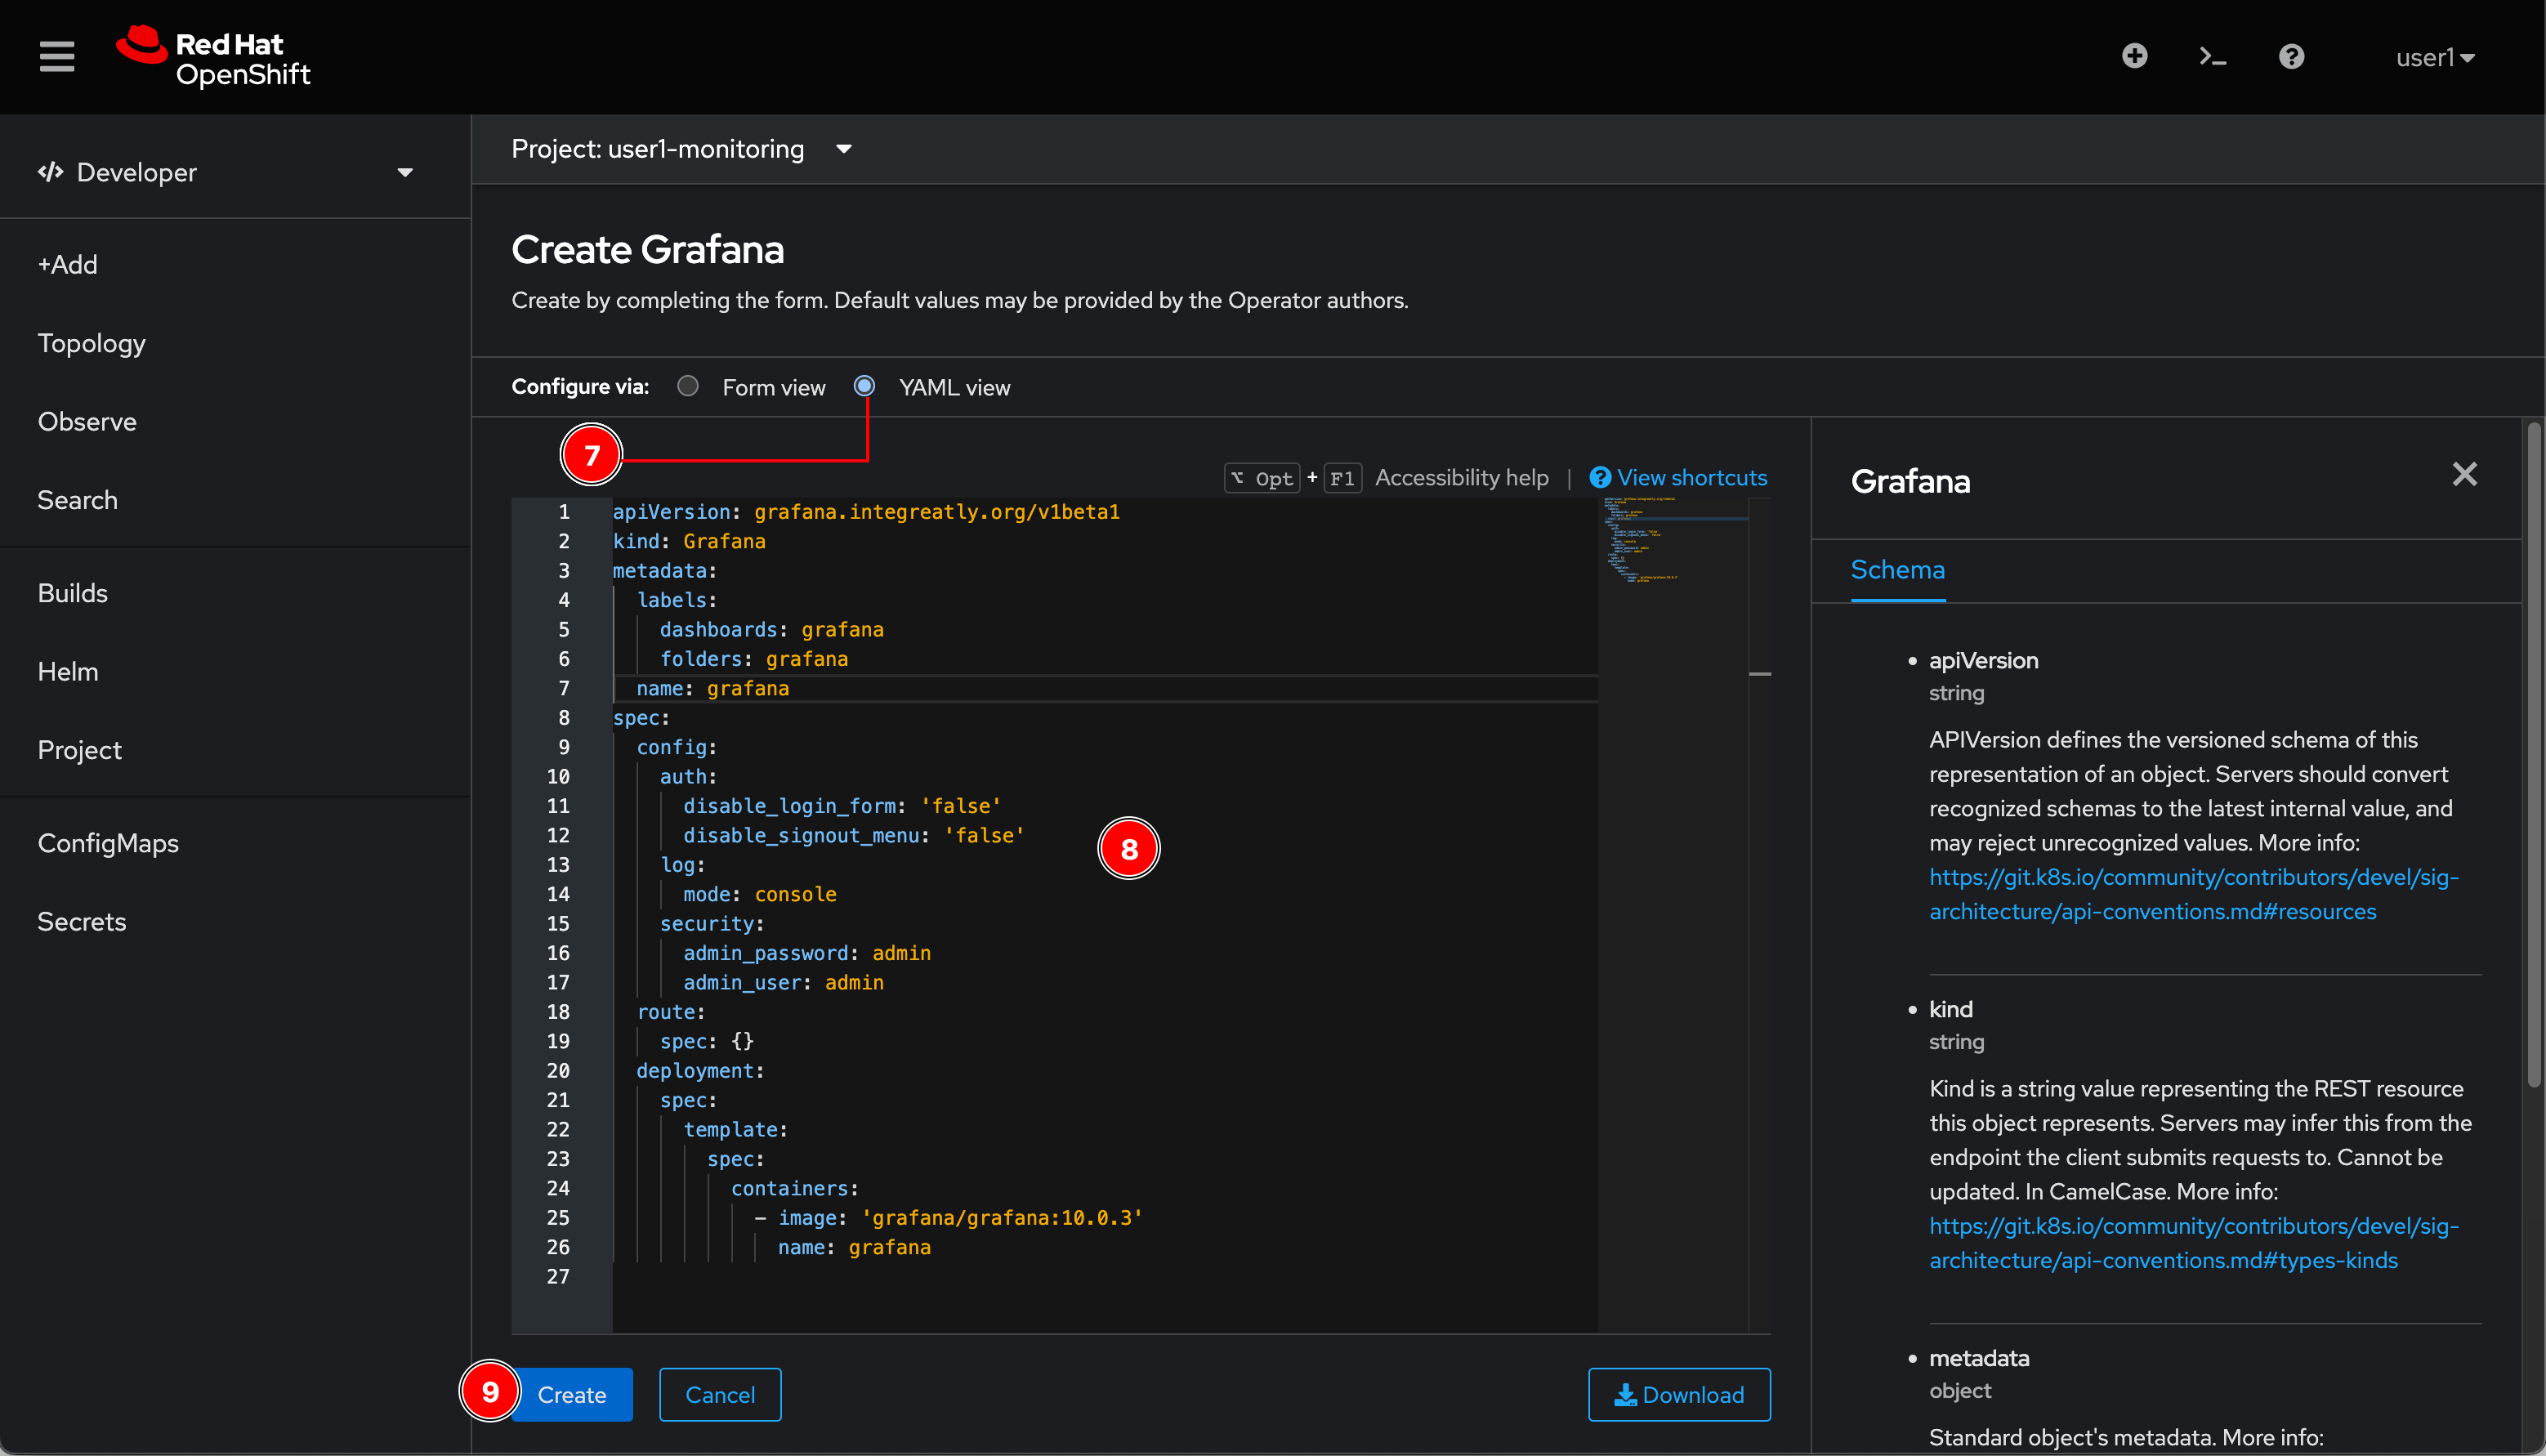 Red Hat
OpenShift
user1
Developer
+Add
Topology
Observe
Search
Builds
Helm
Project
ConfigMaps
Secrets
Project: user1-monitoring
Create Grafana
Create by completing the form. Default values may be provided by the Operator authors.
Configure via: Form view YAML view
7
⌥ Opt + F1 Accessibility help | View shortcuts
1 apiVersion: grafana.integreatly.org/v1beta1
2 kind: Grafana
3 metadata:
4   labels:
5     dashboards: grafana
6     folders: grafana
7   name: grafana
8 spec:
9   config:
10     auth:
11       disable_login_form: 'false'
12       disable_signout_menu: 'false'
13     log:
14       mode: console
15     security:
16       admin_password: admin
17       admin_user: admin
18   route:
19     spec: {}
20   deployment:
21     spec:
22       template:
23         spec:
24           containers:
25             - image: 'grafana/grafana:10.0.3'
26               name: grafana
27
8
9
Create
Cancel
Download
Grafana
Schema
• apiVersion
string
APIVersion defines the versioned schema of this
representation of an object. Servers should convert
recognized schemas to the latest internal value, and
may reject unrecognized values. More info:
https://git.k8s.io/community/contributors/devel/sig-
architecture/api-conventions.md#resources
• kind
string
Kind is a string value representing the REST resource
this object represents. Servers may infer this from the
endpoint the client submits requests to. Cannot be
updated. In CamelCase. More info:
https://git.k8s.io/community/contributors/devel/sig-
architecture/api-conventions.md#types-kinds
• metadata
object
Standard object's metadata. More info: